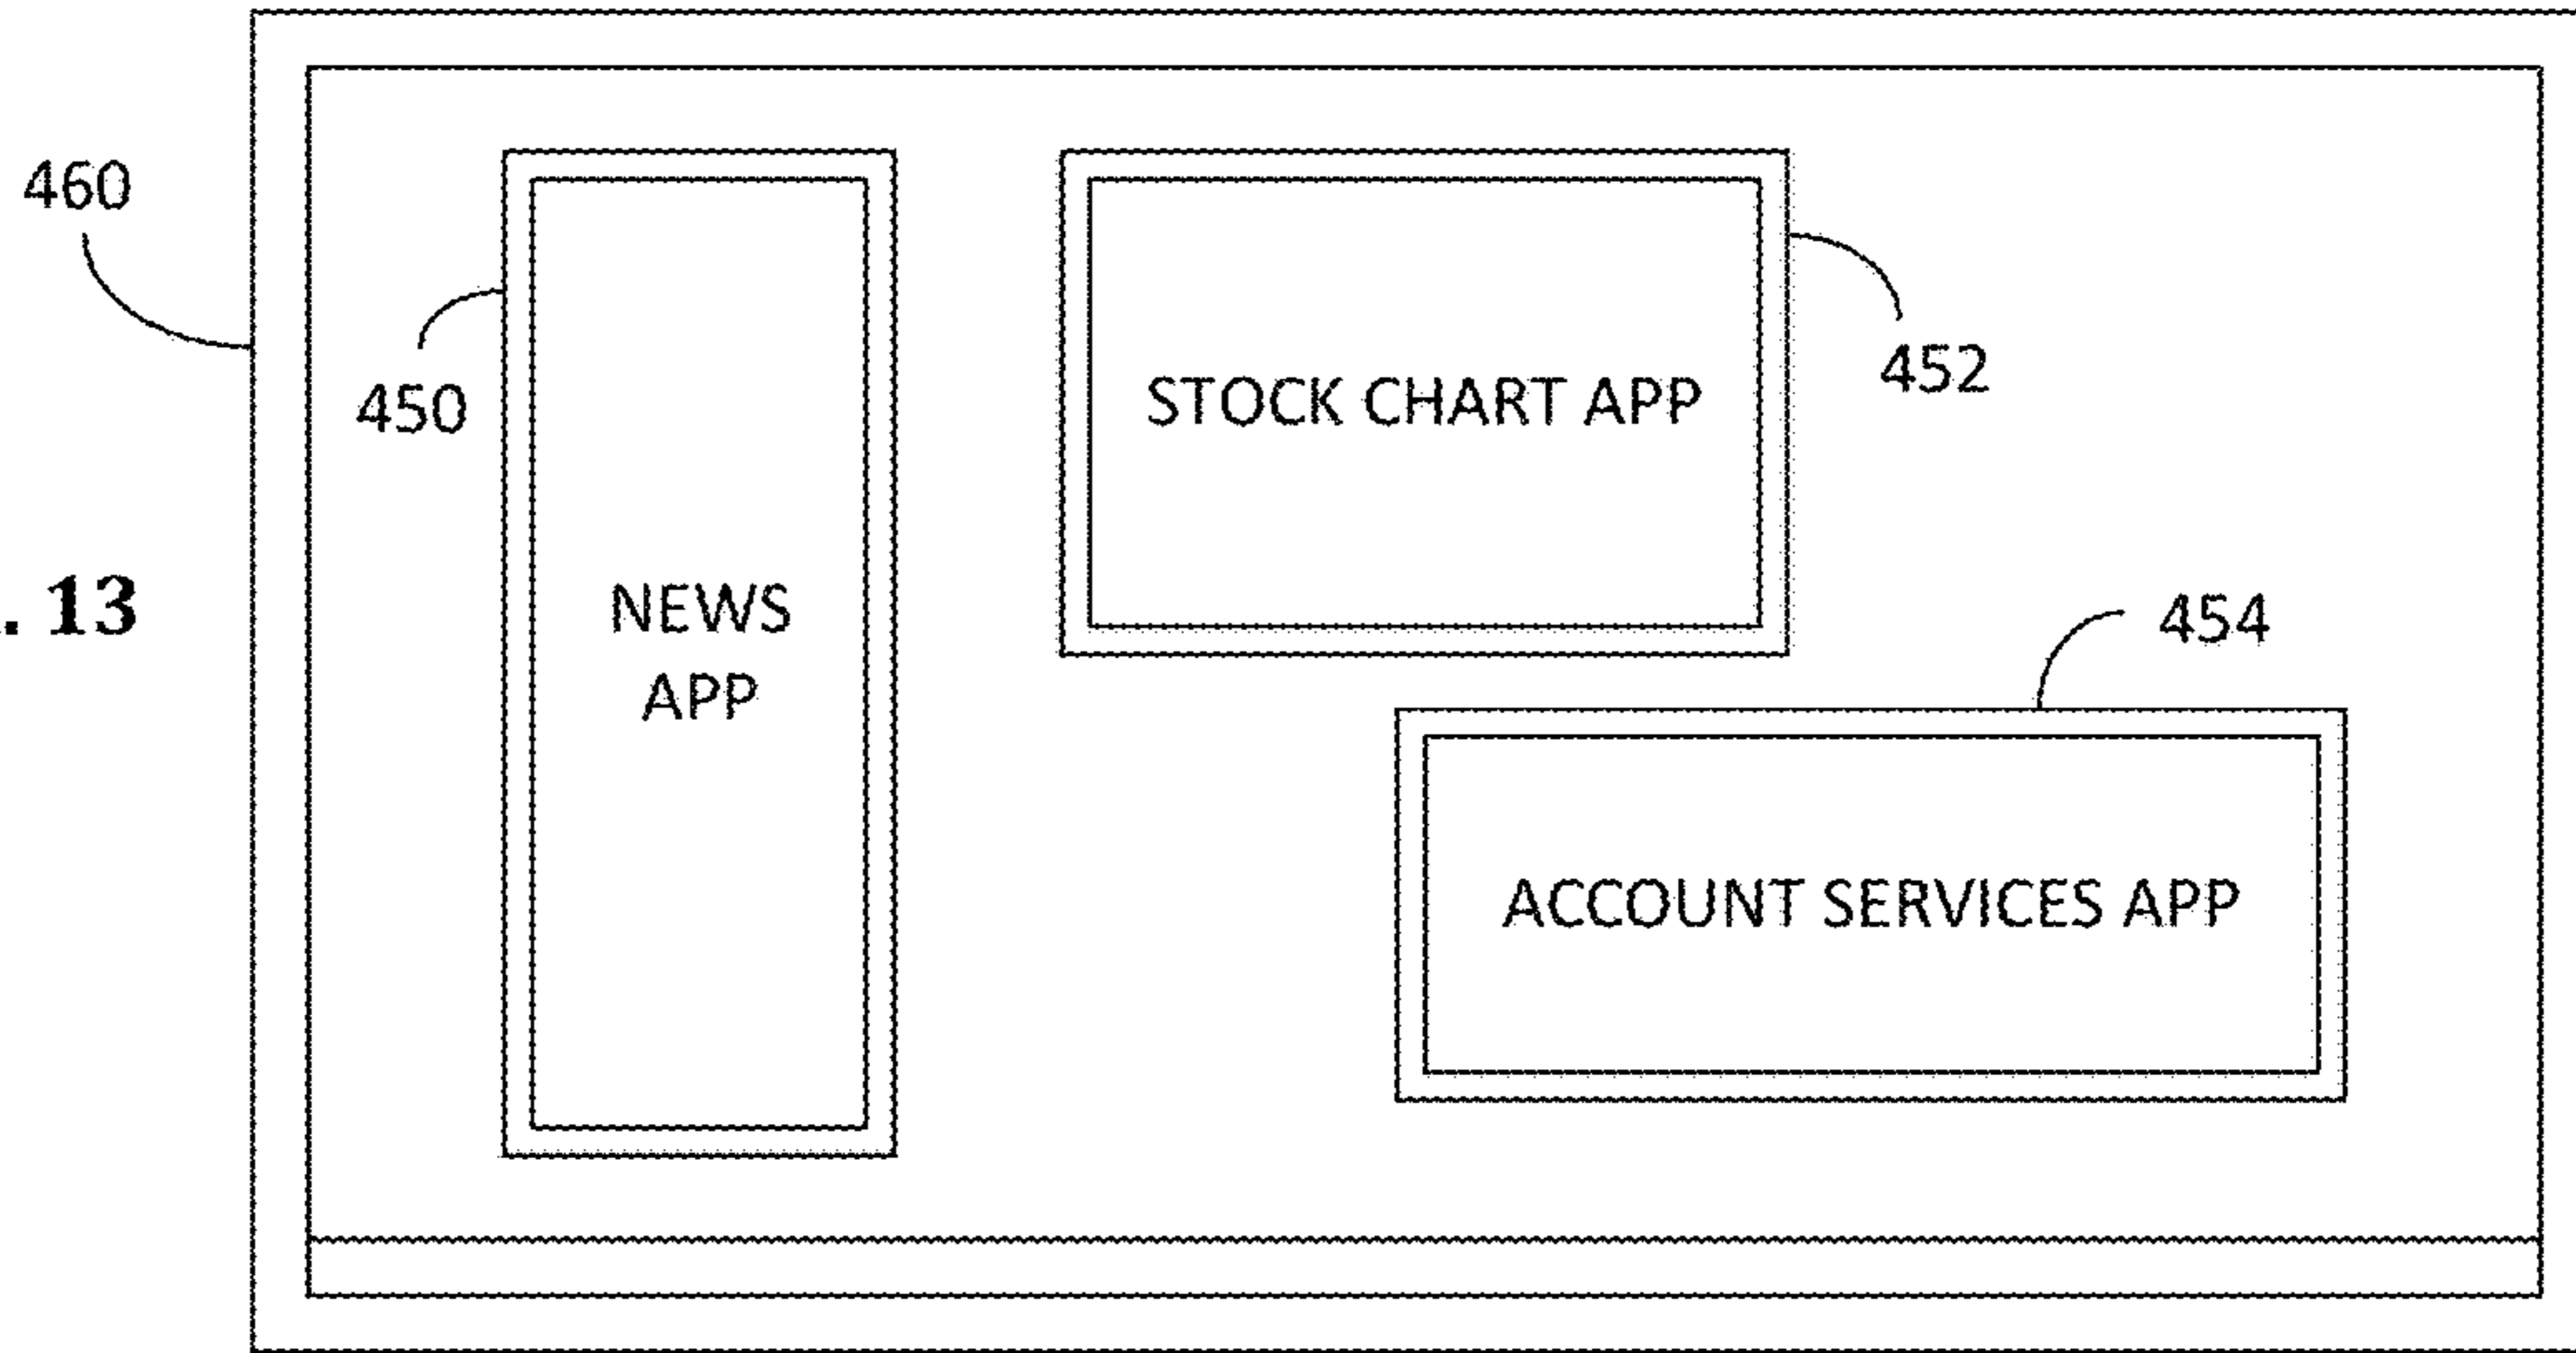 460
450
452
STOCK CHART APP
. 13
NEWS
APP
454
ACCOUNT SERVICES APP